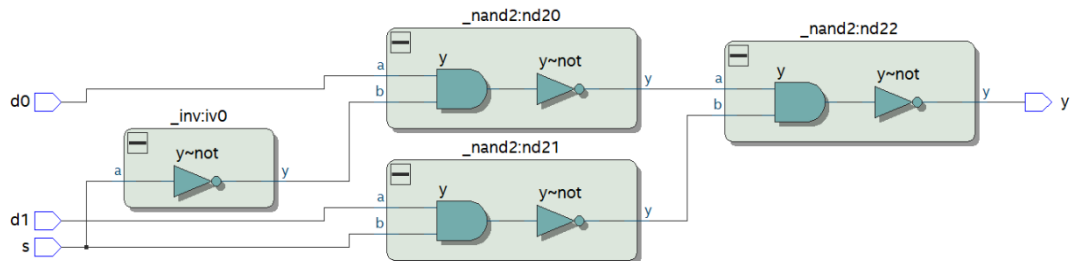 _nand2:nd20
_nand2:nd22
y
y~not
a
b
y
y
y~not
a
b
y
d0
y
_inv:iv0
y~not
a
y
_nand2:nd21
y
y~not
a
b
y
d1
s